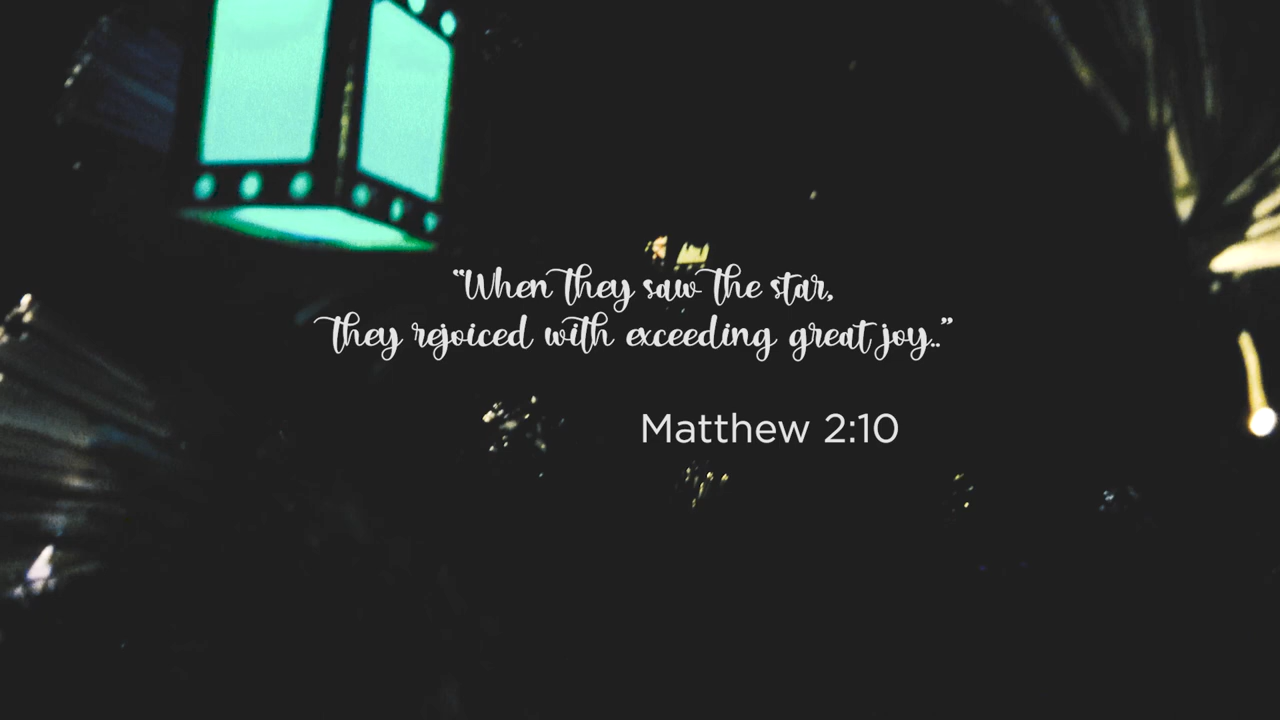 “When they saw the star,
they rejoiced with exceeding great joy..”
Matthew 2:10